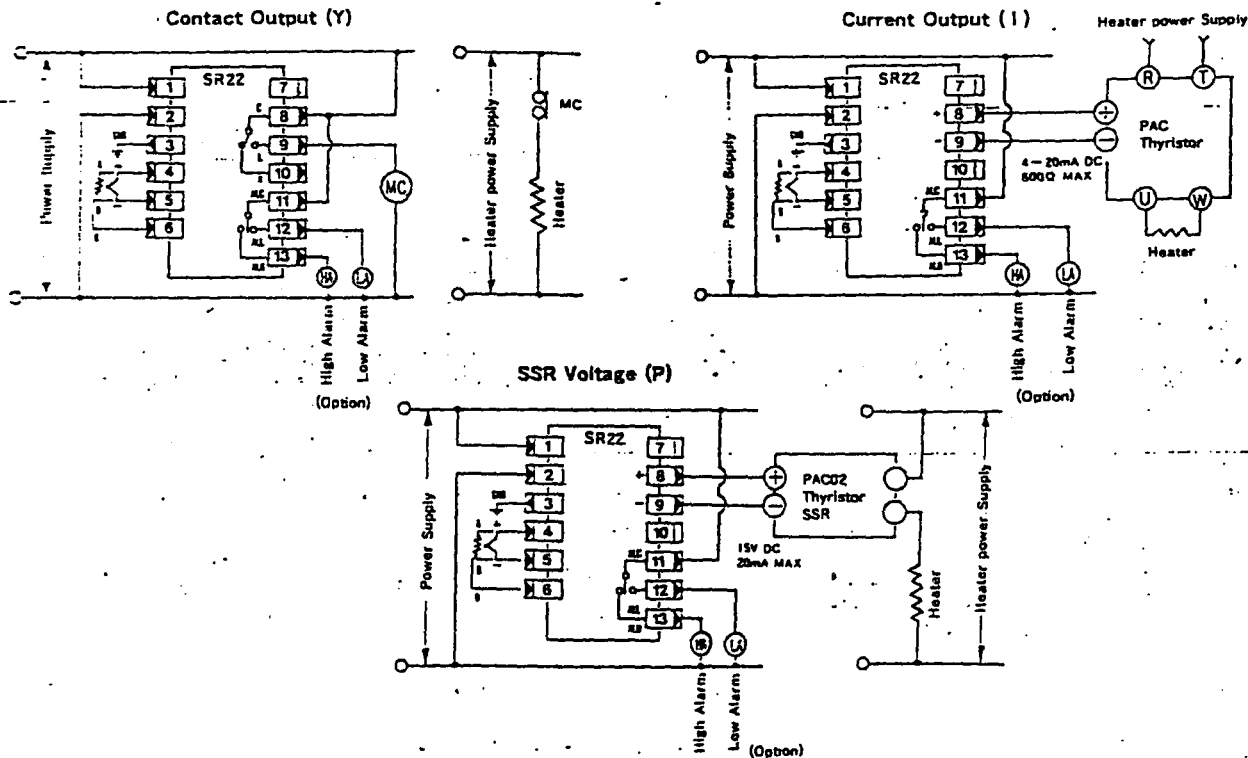 Contact Output (Y)
Power Supply
SR22
1
2
3
4
5
6
7
8
9
10
11
12
13
MC
HA
LA
High Alarm
Low Alarm
(Option)
Heater power Supply
MC
Heater
Current Output (I)
Power Supply
SR22
1
2
3
4
5
6
7
+ 8
- 9
10
11
12
13
HA
LA
High Alarm
Low Alarm
(Option)
4-20mA DC
600Ω MAX
Heater power Supply
R
T
+
PAC
-
Thyristor
U
W
Heater
SSR Voltage (P)
Power Supply
SR22
1
2
3
4
5
6
7
+ 8
- 9
10
11
12
13
HA
LA
High Alarm
Low Alarm
(Option)
15V DC
20mA MAX
+
-
PAC02
Thyristor
SSR
Heater
Heater power Supply